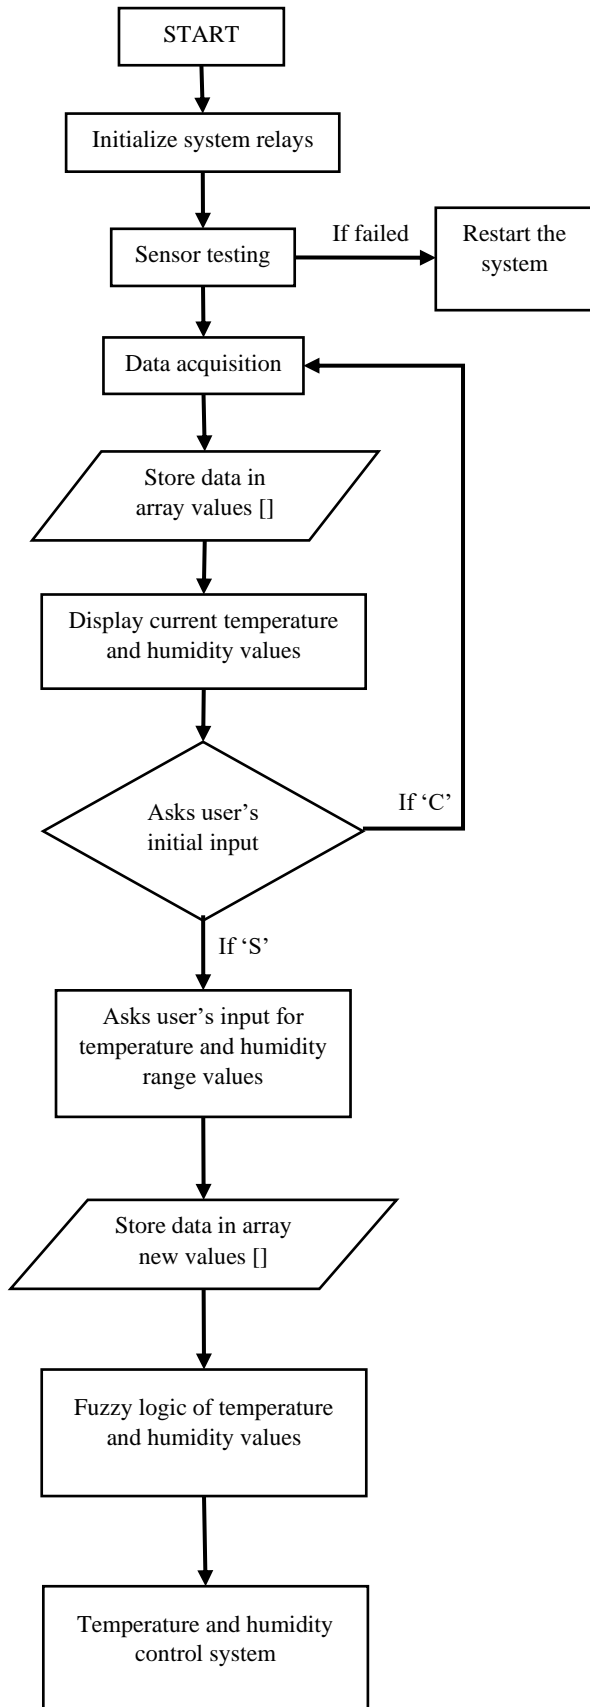 START
Initialize system relays
Sensor testing
If failed
Restart the
system
Data acquisition
Store data in
array values []
Display current temperature
and humidity values
Asks user’s
initial input
If ‘C’
If ‘S’
Asks user’s input for
temperature and humidity
range values
Store data in array
new values []
Fuzzy logic of temperature
and humidity values
Temperature and humidity
control system